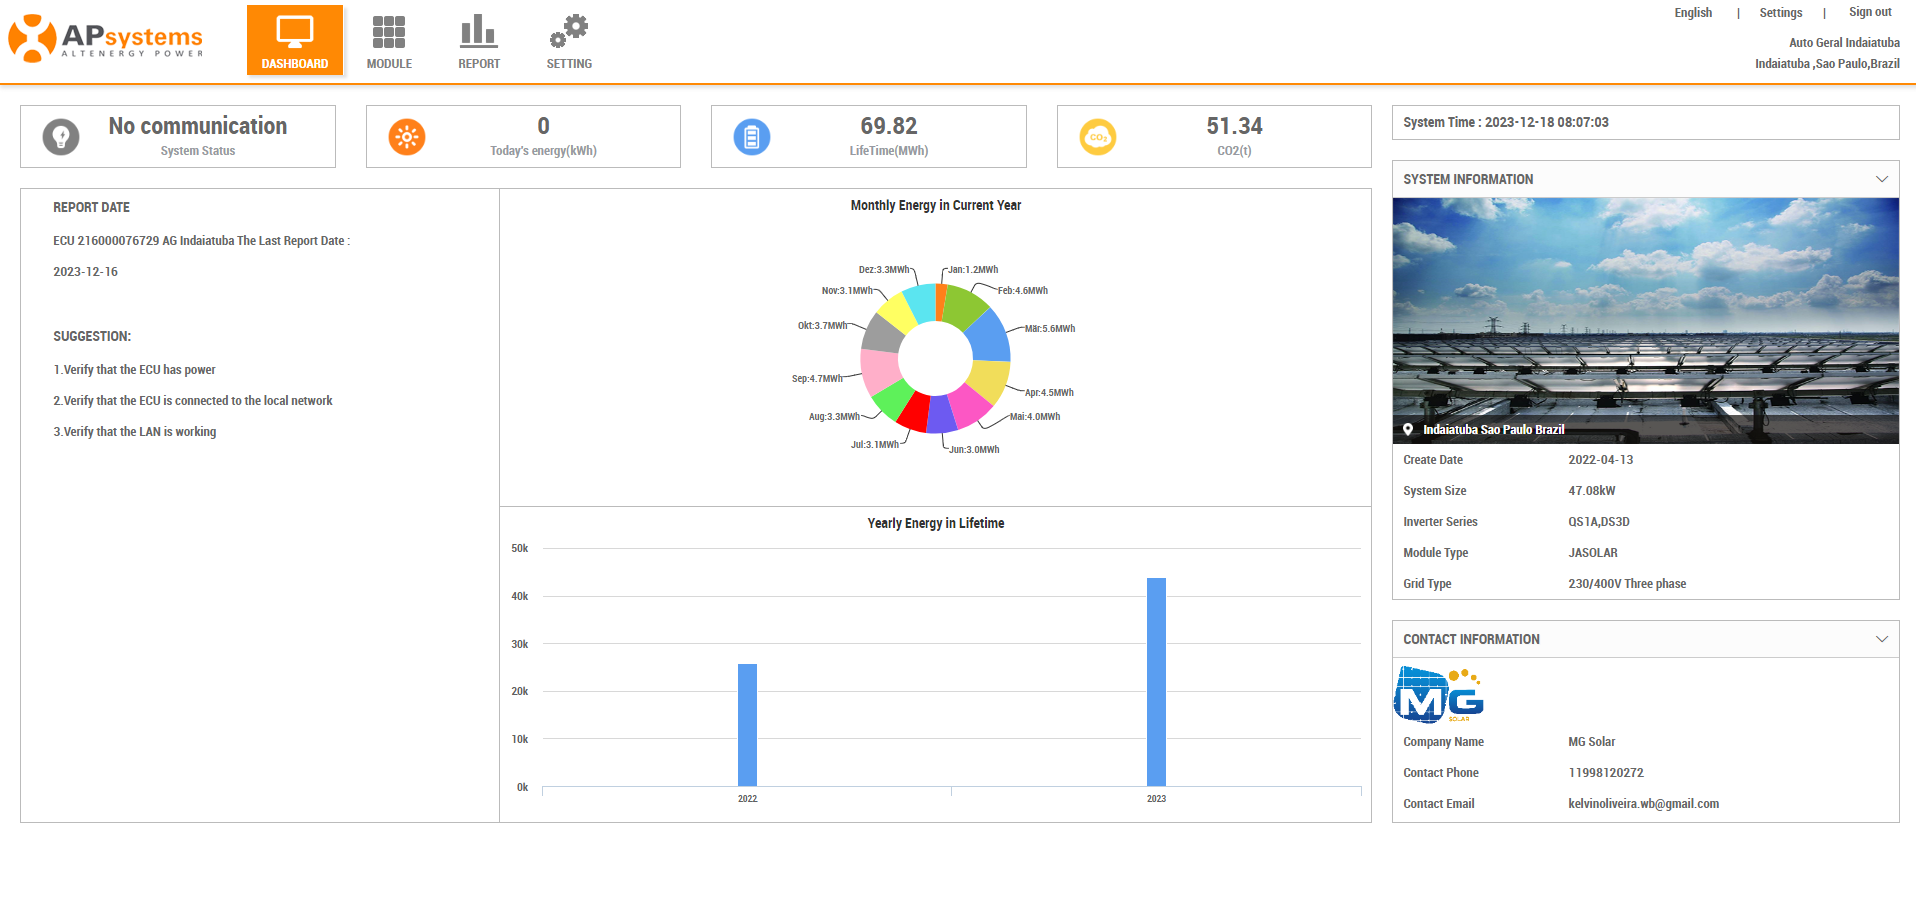 APsystems
ALTENERGY POWER
DASHBOARD
MODULE
REPORT
SETTING
English | Settings | Sign out
Auto Geral Indaiatuba
Indaiatuba ,Sao Paulo,Brazil
No communication
System Status
0
Today's energy(kWh)
69.82
LifeTime(MWh)
CO2
51.34
CO2(t)
System Time : 2023-12-18 08:07:03
REPORT DATE
ECU 216000076729 AG Indaiatuba The Last Report Date :
2023-12-16
SUGGESTION:
1.Verify that the ECU has power
2.Verify that the ECU is connected to the local network
3.Verify that the LAN is working
Monthly Energy in Current Year
Jan:1.2MWh
Feb:4.6MWh
Mär:5.6MWh
Apr:4.5MWh
Mai:4.0MWh
Jun:3.0MWh
Jul:3.1MWh
Aug:3.3MWh
Sep:4.7MWh
Okt:3.7MWh
Nov:3.1MWh
Dez:3.3MWh
Yearly Energy in Lifetime
50k
40k
30k
20k
10k
0k
2022
2023
SYSTEM INFORMATION
Indaiatuba Sao Paulo Brazil
Create Date 2022-04-13
System Size 47.08kW
Inverter Series QS1A,DS3D
Module Type JASOLAR
Grid Type 230/400V Three phase
CONTACT INFORMATION
MG
SOLAR
Company Name MG Solar
Contact Phone 11998120272
Contact Email kelvinoliveira.wb@gmail.com